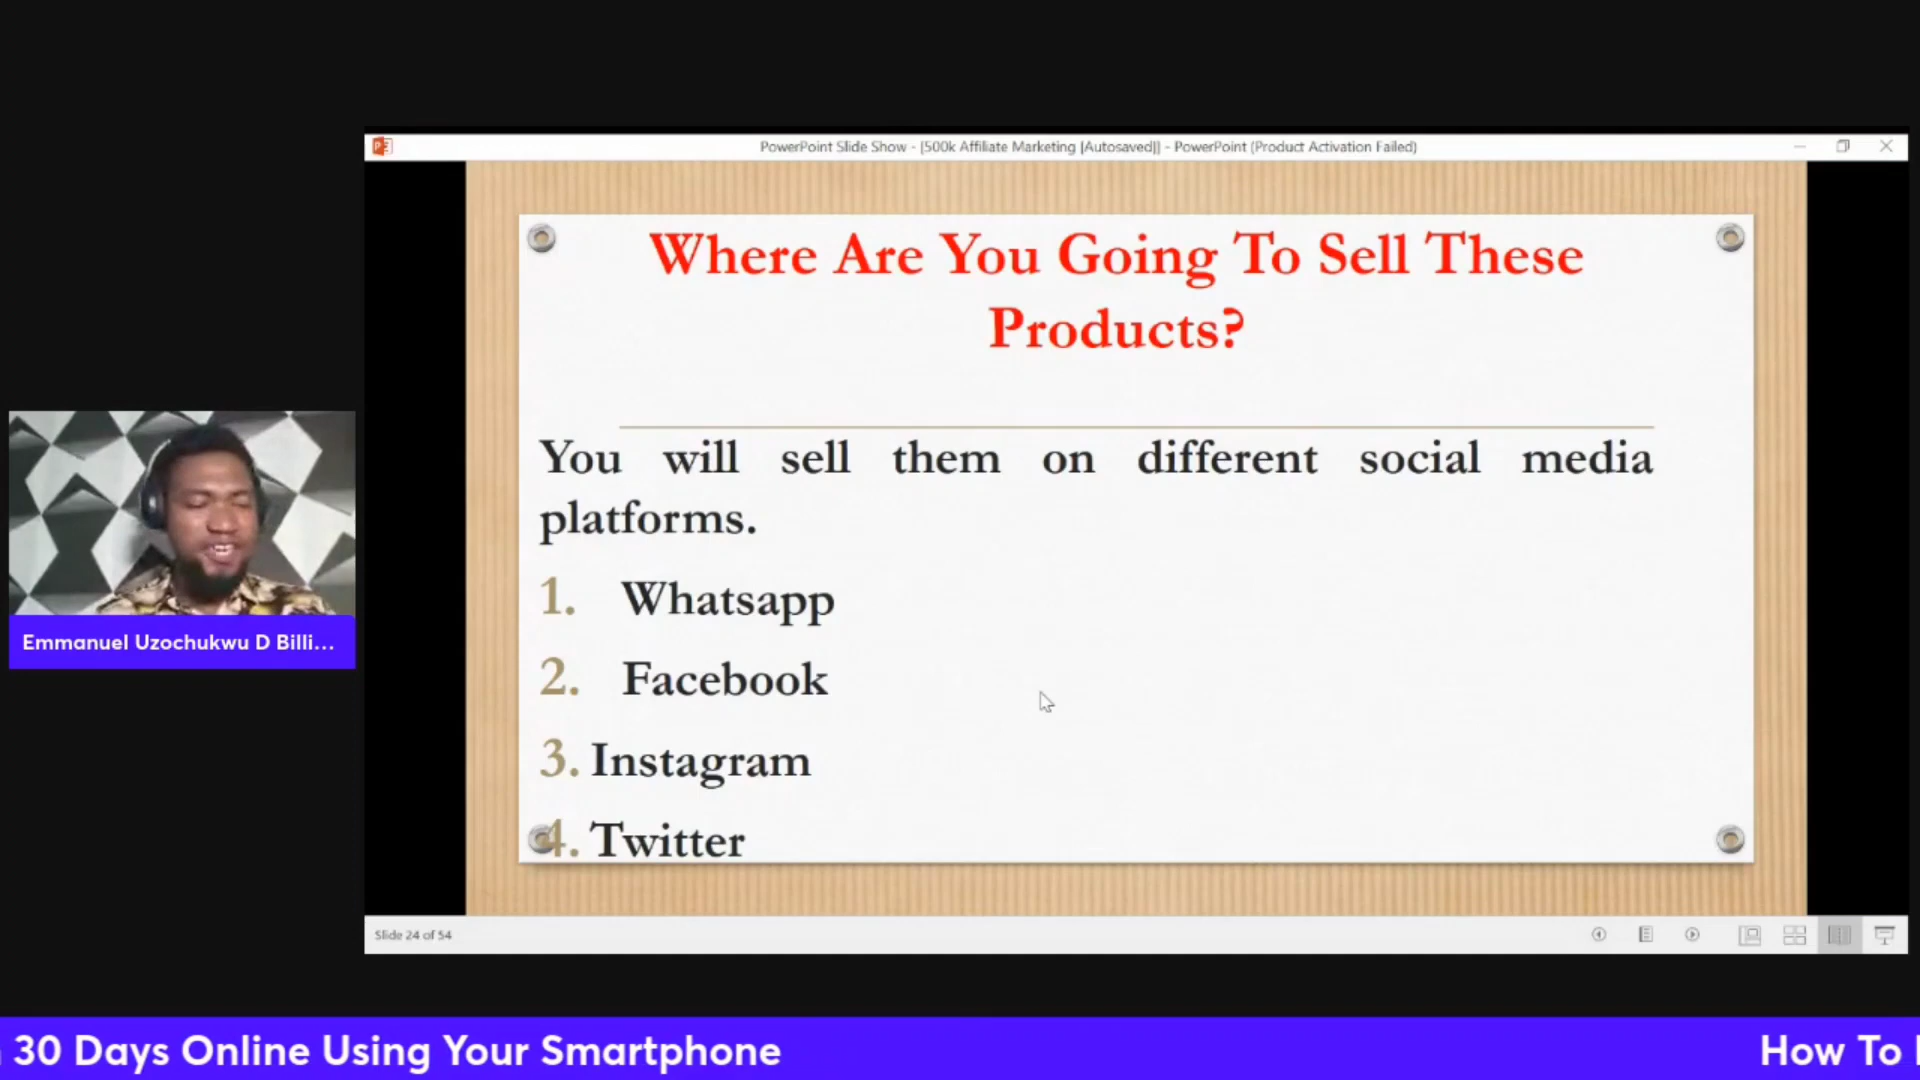 PowerPoint Slide Show - [500k Affiliate Marketing [Autosaved]] - PowerPoint (Product Activation Failed)
Where Are You Going To Sell These
Products?
You will sell them on different social media
platforms.
1. Whatsapp
2. Facebook
3. Instagram
4. Twitter
Emmanuel Uzochukwu D Billi...
Slide 24 of 54
30 Days Online Using Your Smartphone
How To